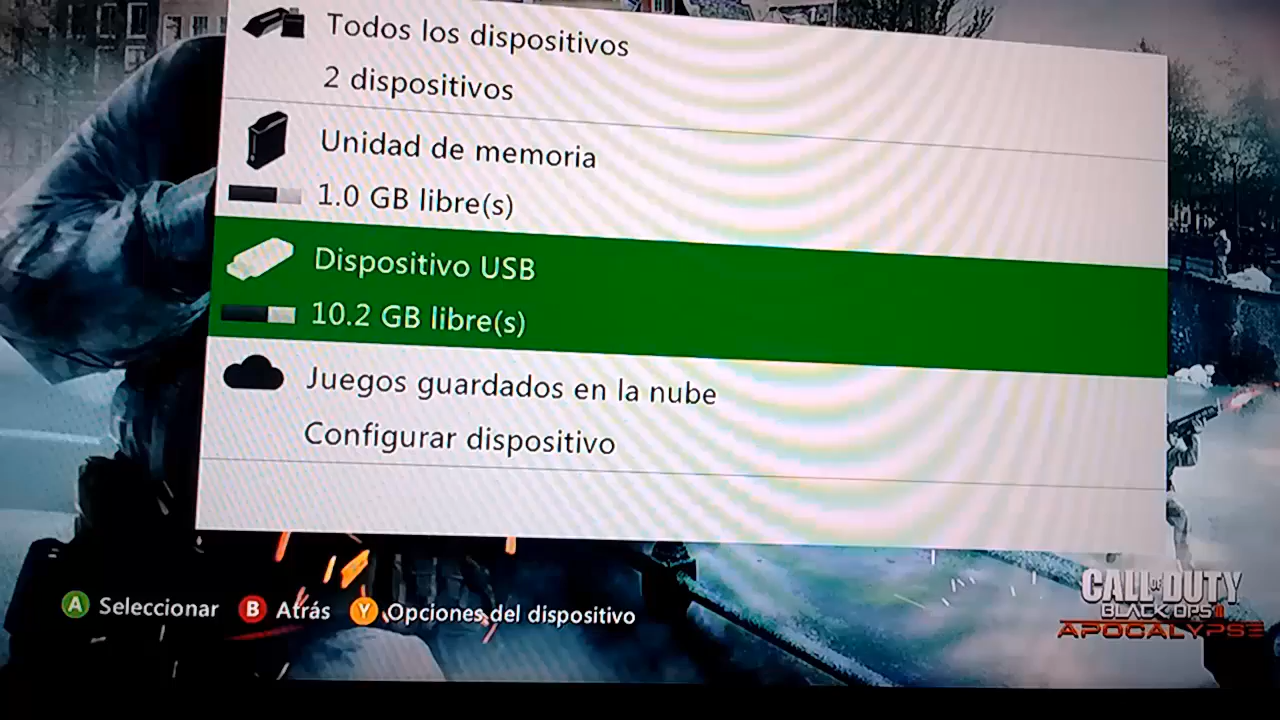 Todos los dispositivos
2 dispositivos
Unidad de memoria
1.0 GB libre(s)
Dispositivo USB
10.2 GB libre(s)
Juegos guardados en la nube
Configurar dispositivo
A Seleccionar B Atrás Y Opciones del dispositivo
CALL OF DUTY
BLACK OPS II
APOCALYPSE